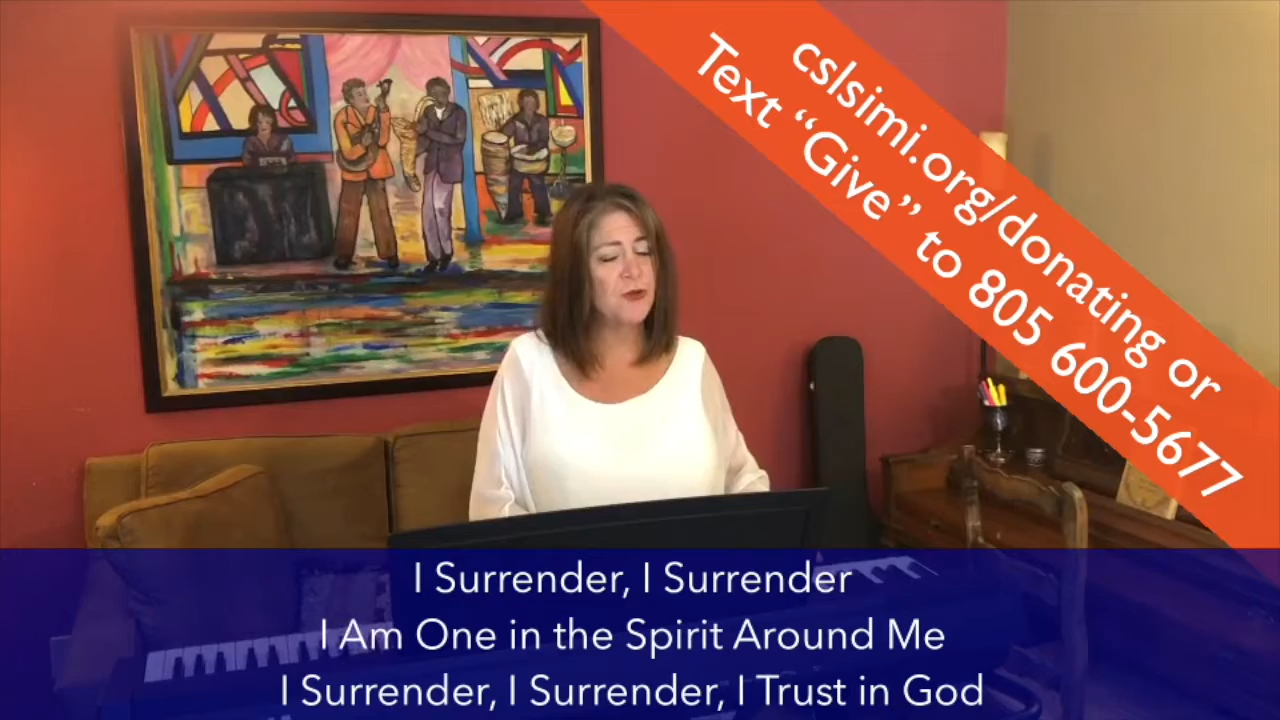 cslsimi.org/donating or
Text “Give” to 805 600-5677
I Surrender, I Surrender
I Am One in the Spirit Around Me
I Surrender, I Surrender, I Trust in God